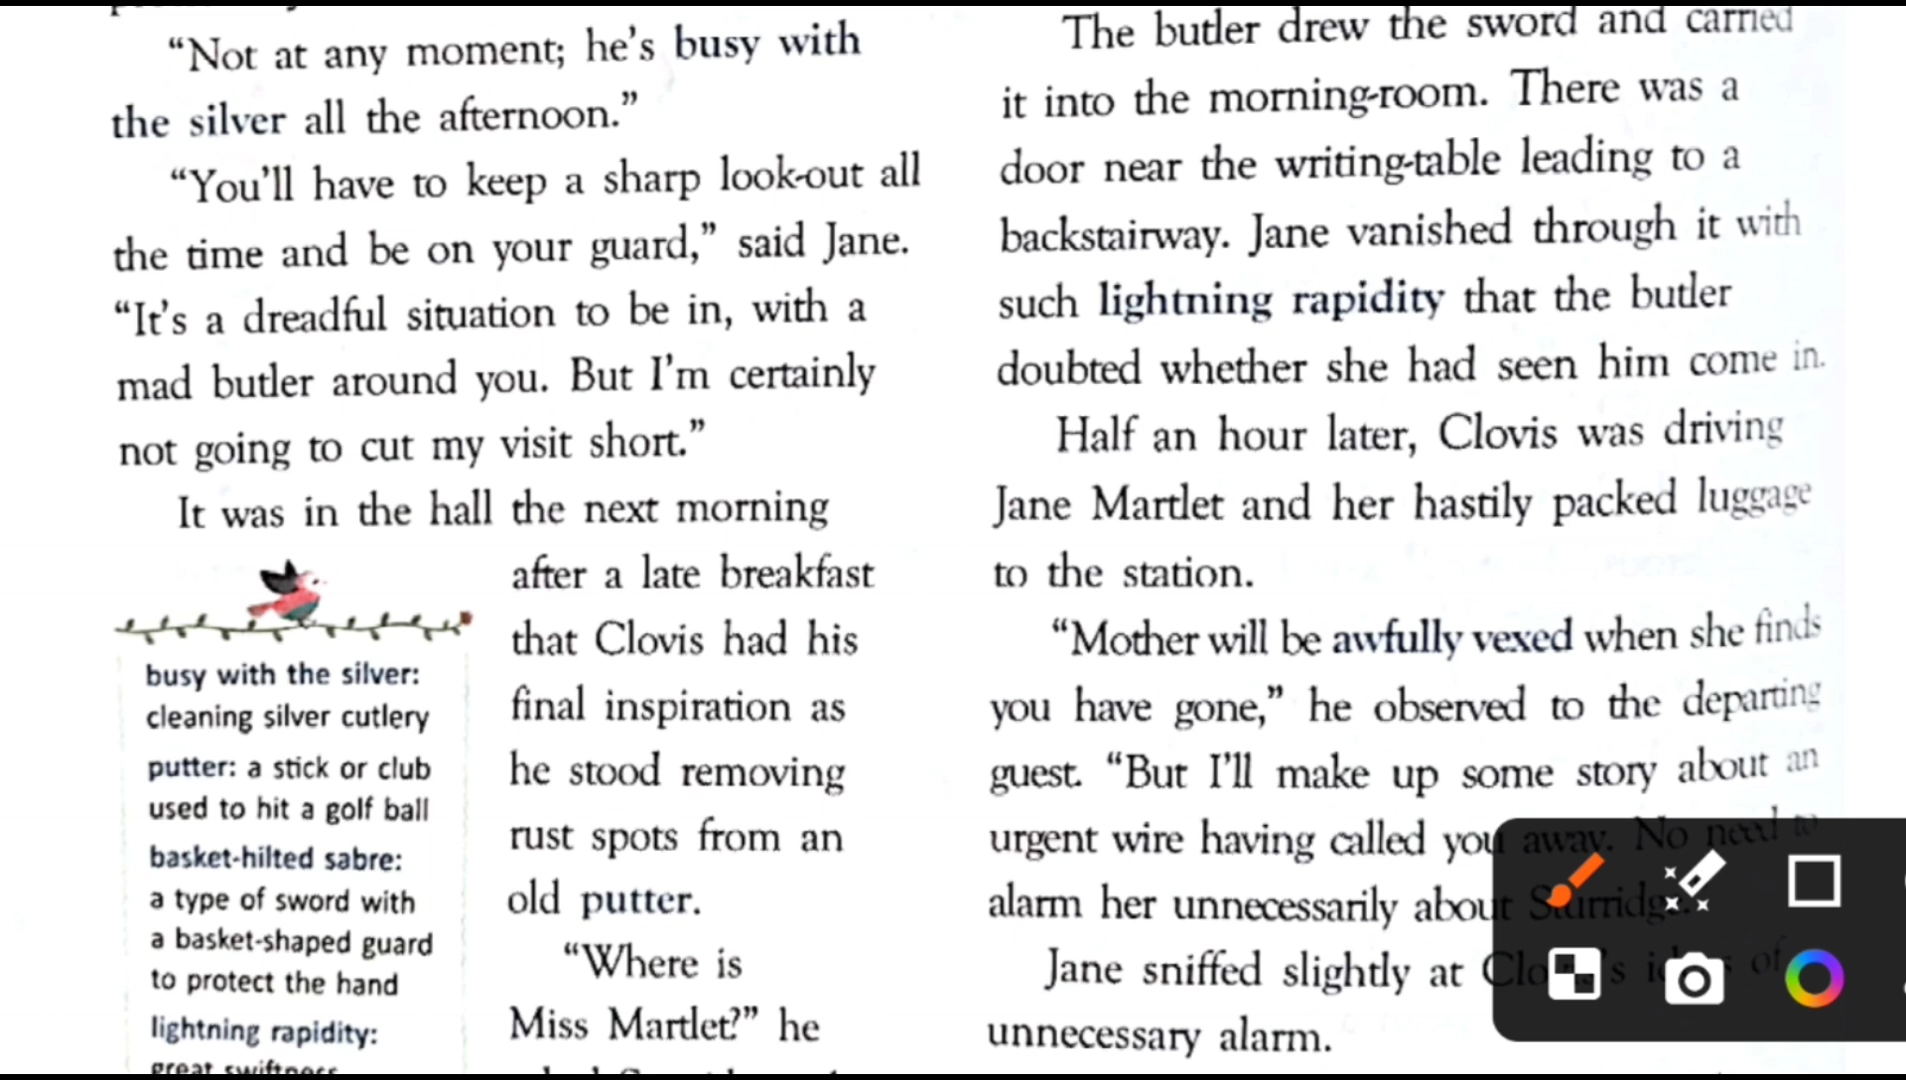 “Not at any moment; he’s busy with
the silver all the afternoon.”
“You’ll have to keep a sharp look-out all
the time and be on your guard,” said Jane.
“It’s a dreadful situation to be in, with a
mad butler around you. But I’m certainly
not going to cut my visit short.”
It was in the hall the next morning
after a late breakfast
that Clovis had his
final inspiration as
he stood removing
rust spots from an
old putter.
“Where is
Miss Martlet?” he
busy with the silver:
cleaning silver cutlery
putter: a stick or club
used to hit a golf ball
basket-hilted sabre:
a type of sword with
a basket-shaped guard
to protect the hand
lightning rapidity:
great swiftness
The butler drew the sword and carried
it into the morning-room. There was a
door near the writing-table leading to a
backstairway. Jane vanished through it with
such lightning rapidity that the butler
doubted whether she had seen him come in.
Half an hour later, Clovis was driving
Jane Martlet and her hastily packed luggage
to the station.
“Mother will be awfully vexed when she finds
you have gone,” he observed to the departing
guest. “But I’ll make up some story about an
urgent wire having called you away. No need to
alarm her unnecessarily about Sturridge.
Jane sniffed slightly at Clovis’s ideas of
unnecessary alarm.